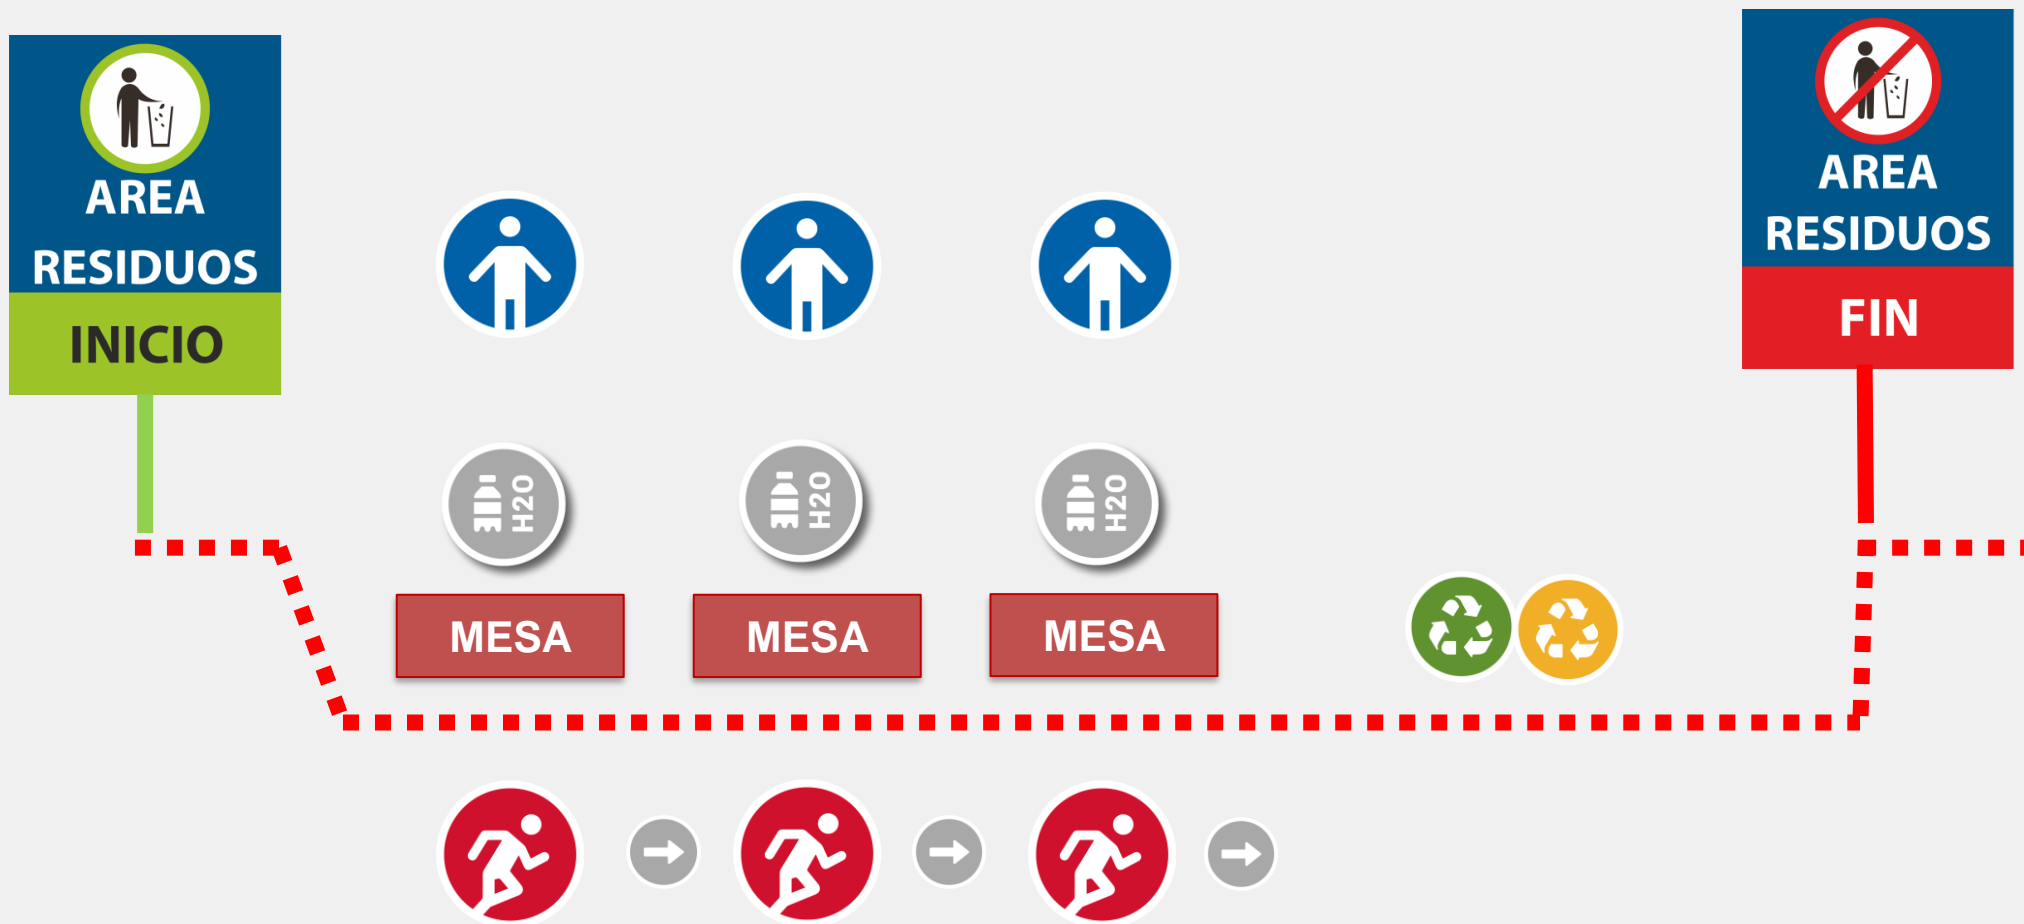 AREA
RESIDUOS
INICIO
AREA
RESIDUOS
FIN
H2O
H2O
H2O
MESA
MESA
MESA